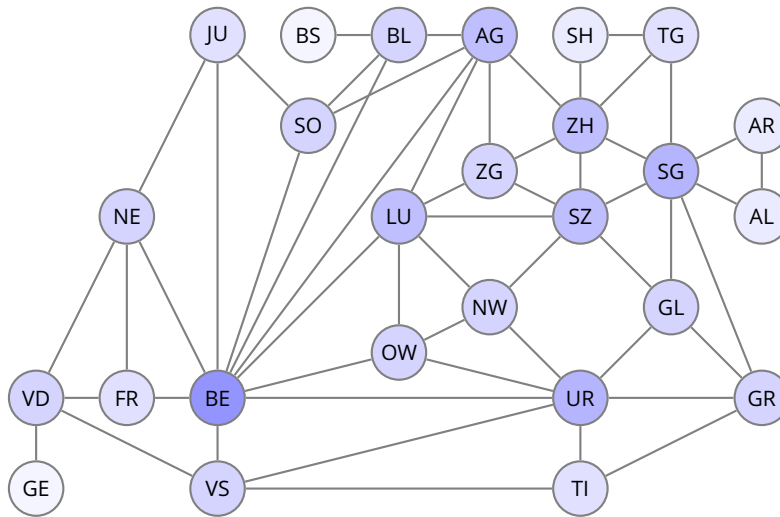 JU BS BL AG SH TG
SO ZH AR
ZG SG
NE LU SZ AL
NW GL
OW
VD FR BE UR GR
GE VS TI